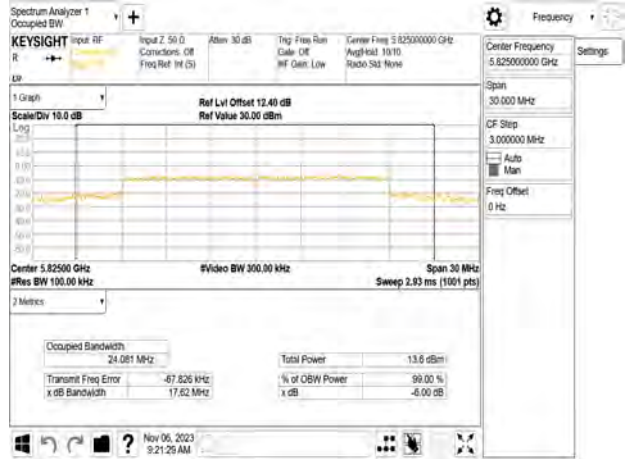 Spectrum Analyzer 1
Occupied BW
KEYSIGHT
Input: RF
R
Input Z: 50 Ω
Corrections: Off
Freq Ref: Int (S)
Atten: 30 dB
Trig: Free Run
Gate: Off
#IF Gain: Low
Center Freq: 5.825000000 GHz
Avg|Hold: 10/10
Radio Std: None
1 Graph
Scale/Div 10.0 dB
Ref Lvl Offset 12.40 dB
Ref Value 30.00 dBm
Log
Center 5.82500 GHz
#Res BW 100.00 kHz
#Video BW 300.00 kHz
Span 30 MHz
Sweep 2.93 ms (1001 pts)
2 Metrics
Occupied Bandwidth
24.081 MHz
Total Power
13.6 dBm
Transmit Freq Error
-67.826 kHz
% of OBW Power
99.00 %
x dB Bandwidth
17.62 MHz
x dB
-6.00 dB
Nov 06, 2023
9:21:29 AM
Frequency
Settings
Center Frequency
5.825000000 GHz
Span
30.000 MHz
CF Step
3.000000 MHz
Auto
Man
Freq Offset
0 Hz